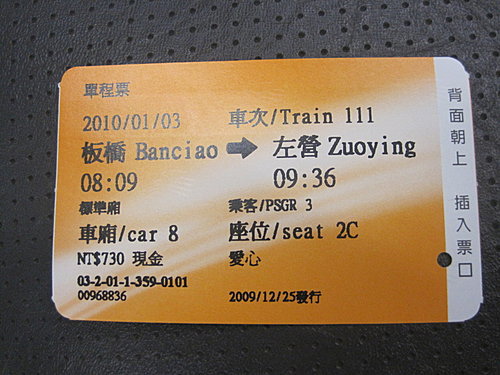 單程票
2010/01/03 車次/Train 111
板橋 Banciao → 左營 Zuoying
08:09 09:36
標準廂 乘客/PSGR 3
車廂/car 8 座位/seat 2C
NT$730 現金 愛心
03-2-01-1-359-0101
00968836 2009/12/25發行
背面朝上 插入票口